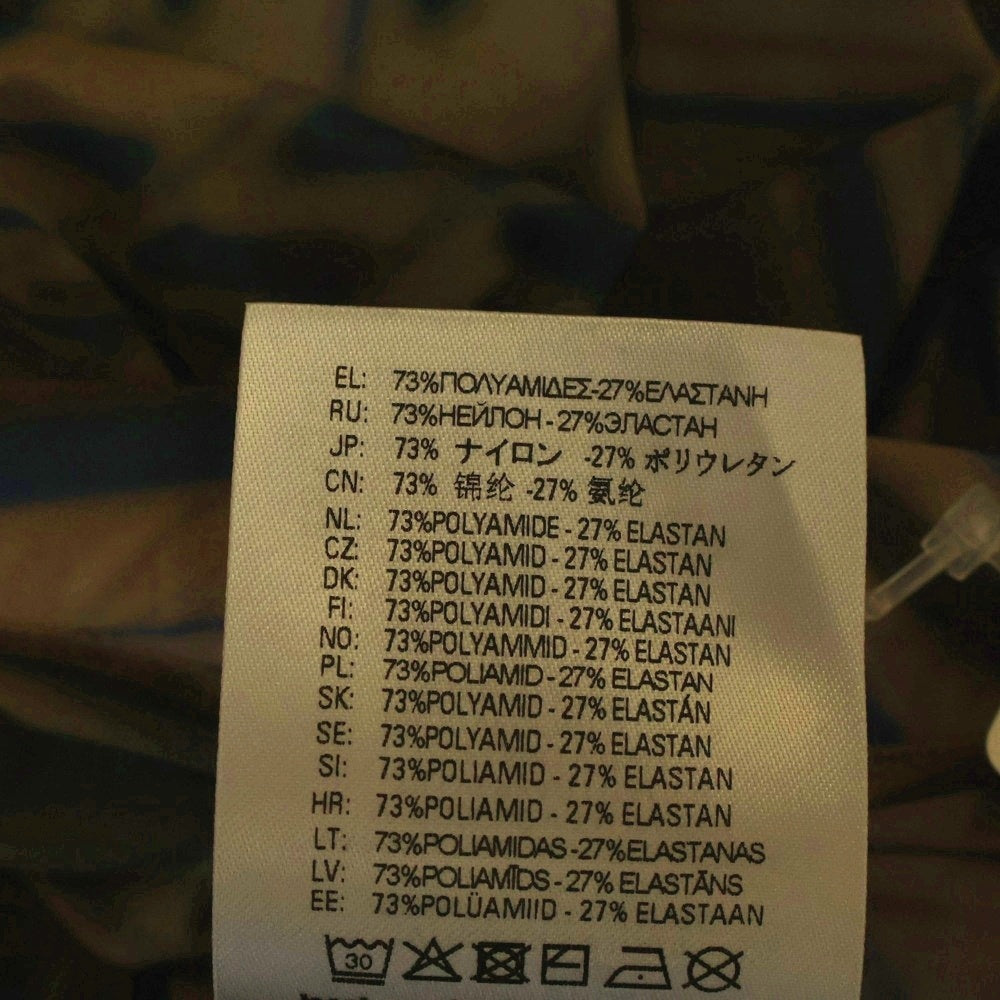 EL: 73%ΠΟΛΥΑΜΙΔΕΣ-27%ΕΛΑΣΤΑΝΗ
RU: 73%НЕЙЛОН - 27%ЭЛАСТАН
JP: 73% ナイロン -27% ポリウレタン
CN: 73% 锦纶 -27% 氨纶
NL: 73%POLYAMIDE - 27% ELASTAN
CZ: 73%POLYAMID - 27% ELASTAN
DK: 73%POLYAMID - 27% ELASTAN
FI: 73%POLYAMIDI - 27% ELASTAANI
NO: 73%POLYAMMID - 27% ELASTAN
PL: 73%POLIAMID - 27% ELASTAN
SK: 73%POLYAMID - 27% ELASTÁN
SE: 73%POLYAMID - 27% ELASTAN
SI: 73%POLIAMID - 27% ELASTAN
HR: 73%POLIAMID - 27% ELASTAN
LT: 73%POLIAMIDAS -27%ELASTANAS
LV: 73%POLIAMĪDS - 27% ELASTĀNS
EE: 73%POLÜAMIID - 27% ELASTAAN
30